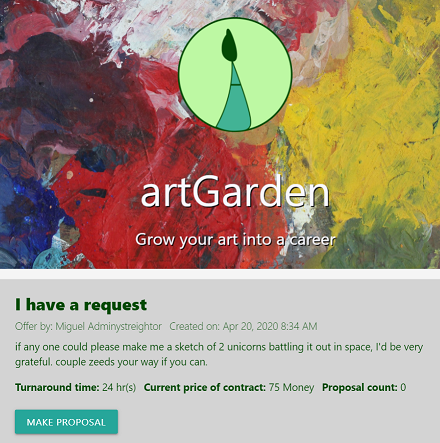 artGarden
Grow your art into a career
I have a request
Offer by: Miguel Adminystreightor Created on: Apr 20, 2020 8:34 AM
if any one could please make me a sketch of 2 unicorns battling it out in space, I'd be very
grateful. couple zeeds your way if you can.
Turnaround time: 24 hr(s) Current price of contract: 75 Money Proposal count: 0
MAKE PROPOSAL